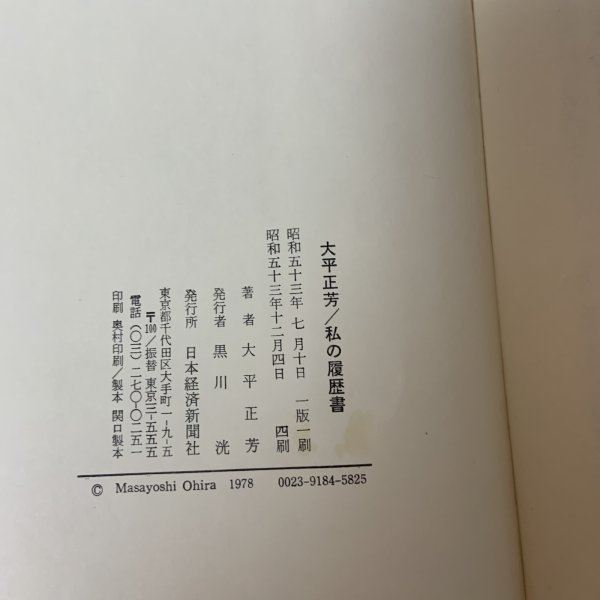 大平正芳/私の履歴書
昭和五十三年 七 月十日 一版一刷
昭和五十三年十二月四日 四刷
著者 大平正芳
発行者 黒川洸
発行所 日本経済新聞社
東京都千代田区大手町一-九-五
〒100/振替 東京三-五五五
電話(〇三)二七〇-〇二五一
印刷 奥村印刷/製本 関口製本
© Masayoshi Ohira 1978 0023-9184-5825